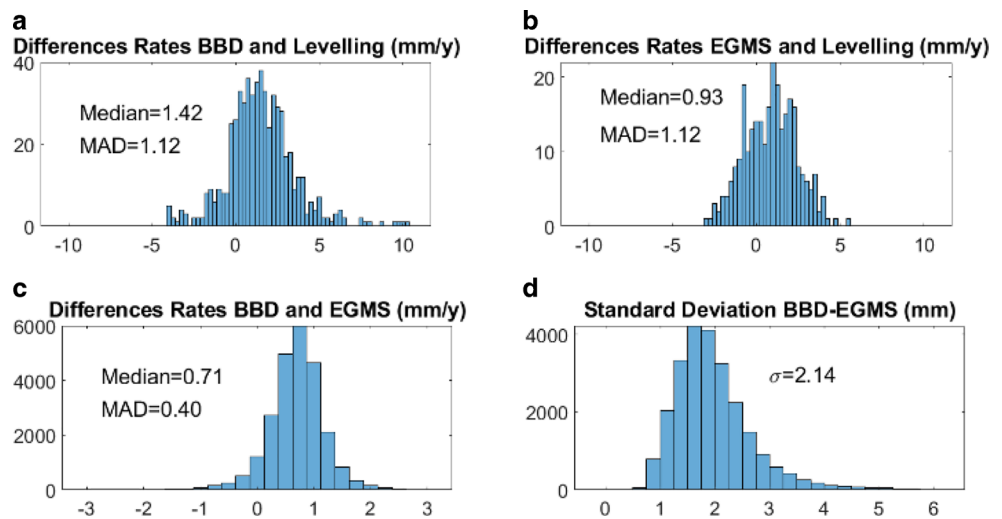 a
Differences Rates BBD and Levelling (mm/y)
40
20
0
-10 -5 0 5 10
Median=1.42
MAD=1.12
b
Differences Rates EGMS and Levelling (mm/y)
20
10
0
-10 -5 0 5 10
Median=0.93
MAD=1.12
c
Differences Rates BBD and EGMS (mm/y)
6000
4000
2000
0
-3 -2 -1 0 1 2 3
Median=0.71
MAD=0.40
d
Standard Deviation BBD-EGMS (mm)
4000
2000
0
0 1 2 3 4 5 6
σ=2.14